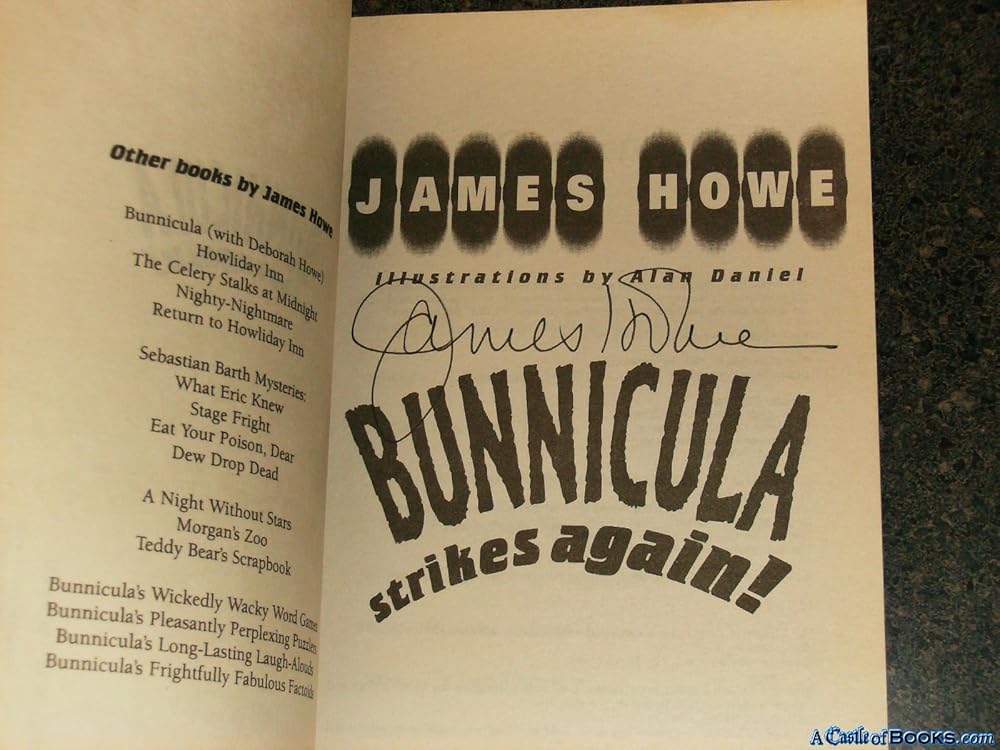 Other books by James Howe
Bunnicula (with Deborah Howe)
Howliday Inn
The Celery Stalks at Midnight
Nighty-Nightmare
Return to Howliday Inn
Sebastian Barth Mysteries:
What Eric Knew
Stage Fright
Eat Your Poison, Dear
Dew Drop Dead
A Night Without Stars
Morgan's Zoo
Teddy Bear's Scrapbook
Bunnicula's Wickedly Wacky Word Games
Bunnicula's Pleasantly Perplexing Puzzlers
Bunnicula's Long-Lasting Laugh-Alouds
Bunnicula's Frightfully Fabulous Factoids
JAMES HOWE
illustrations by Alan Daniel
James Howe
BUNNICULA
strikes again!
A Castle of BOOKS.com